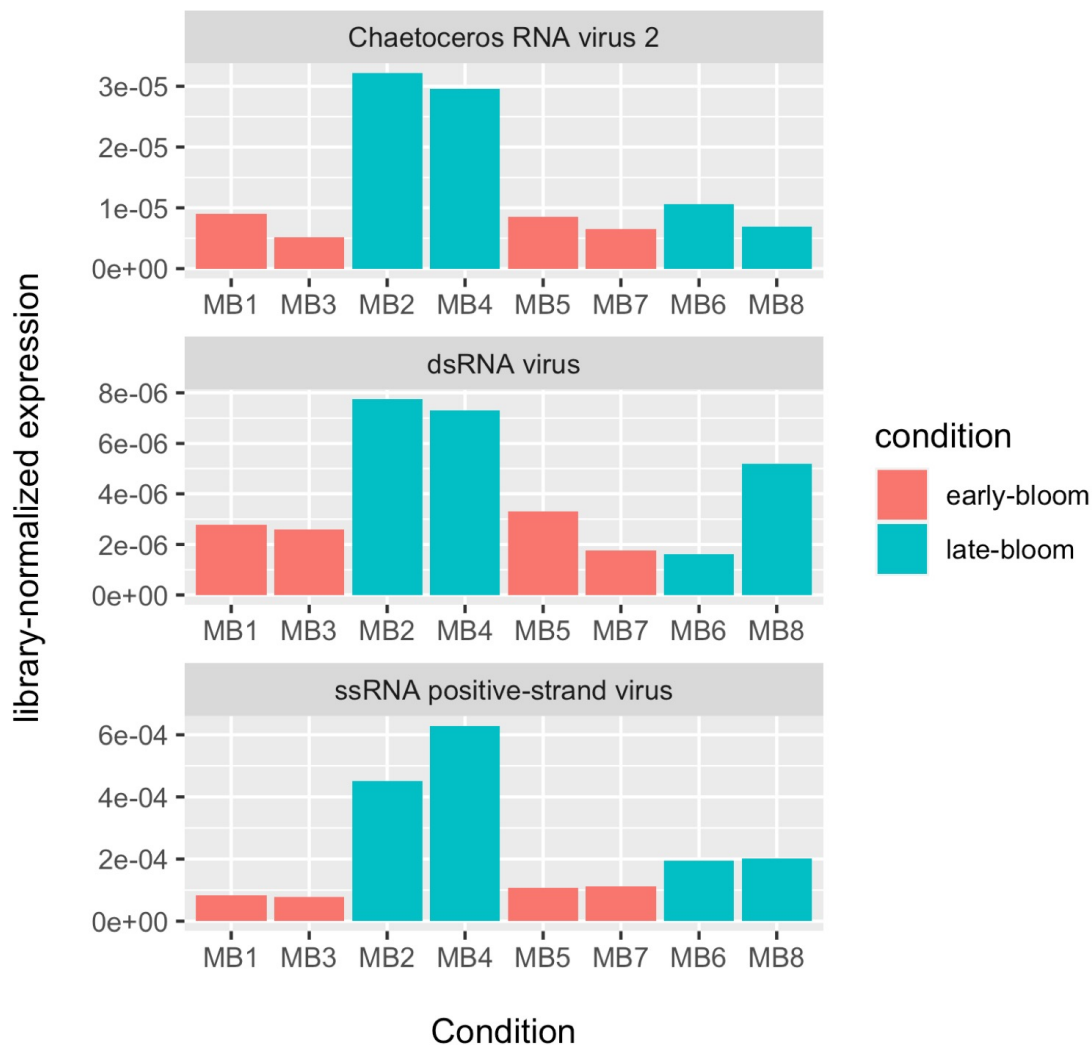 Chaetoceros RNA virus 2
3e-05
2e-05
1e-05
0e+00
MB1 MB3 MB2 MB4 MB5 MB7 MB6 MB8
dsRNA virus
8e-06
6e-06
4e-06
2e-06
0e+00
MB1 MB3 MB2 MB4 MB5 MB7 MB6 MB8
ssRNA positive-strand virus
6e-04
4e-04
2e-04
0e+00
MB1 MB3 MB2 MB4 MB5 MB7 MB6 MB8
Condition
library-normalized expression
condition
early-bloom
late-bloom